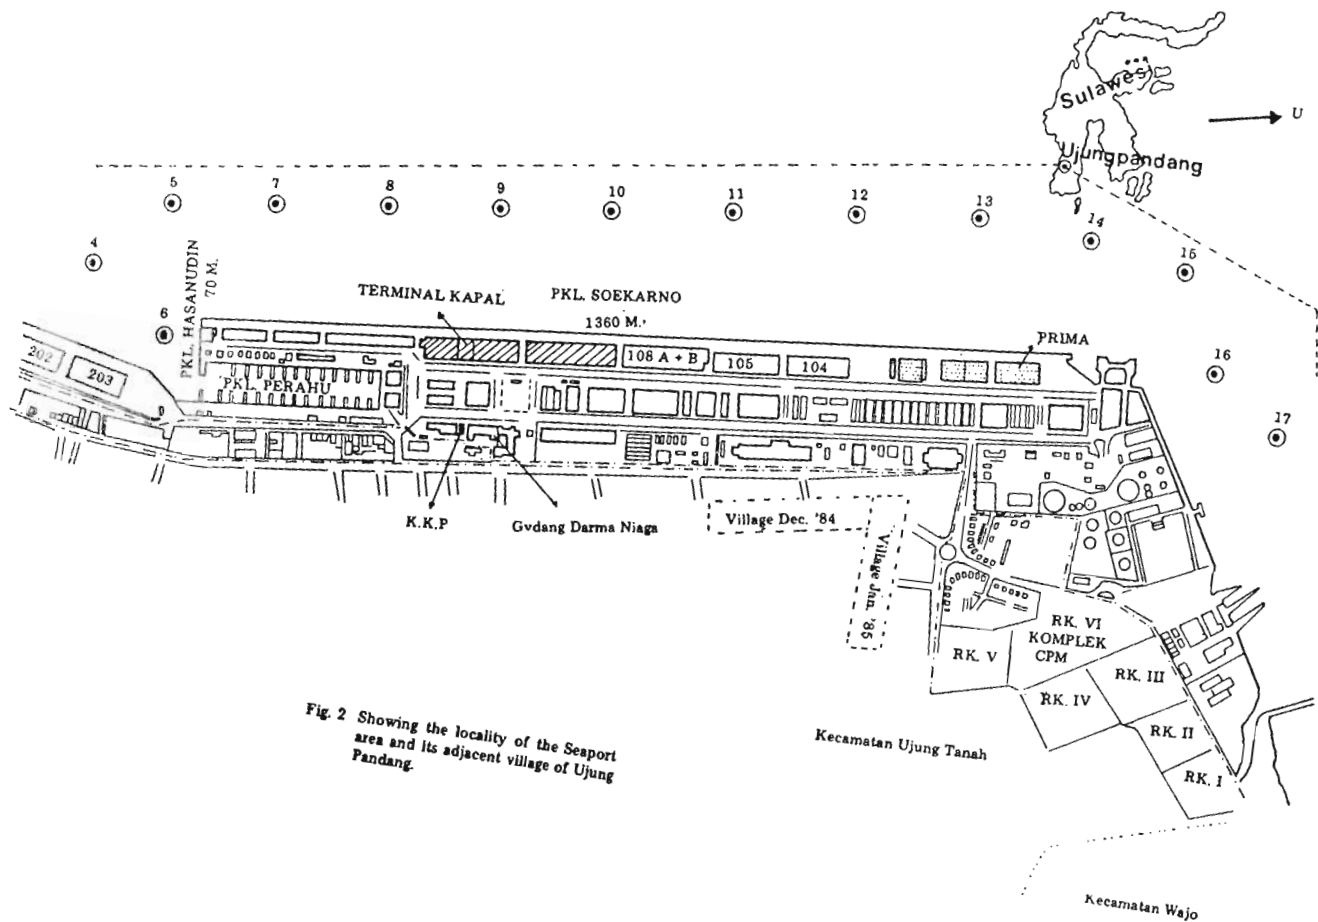 Sulawesi
U
Ujungpandang
5
7
8
9
10
11
12
13
14
15
4
6
16
17
PKL. HASANUDIN
70 M.
TERMINAL KAPAL
PKL. SOEKARNO
1360 M.
PRIMA
202
203
108 A + B
105
104
PKL. PERAHU
K.K.P
Gvdang Darma Niaga
Village Dec. '84
Village Jan. '85
RK. VI
KOMPLEK
CPM
RK. V
RK. III
RK. IV
RK. II
RK. I
Fig. 2 Showing the locality of the Seaport
area and its adjacent village of Ujung
Pandang.
Kecamatan Ujung Tanah
Kecamatan Wajo